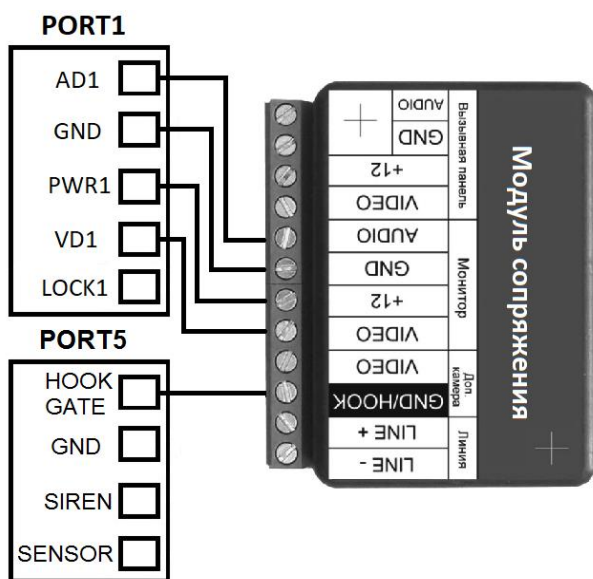 PORT1
AD1
GND
PWR1
VD1
LOCK1
PORT5
HOOK
GATE
GND
SIREN
SENSOR
AUDIO
GND
+12
VIDEO
AUDIO
GND
+12
VIDEO
VIDEO
GND/HOOK
LINE +
LINE -
Вызывная панель
Монитор
Доп.
камера
Линия
Модуль сопряжения